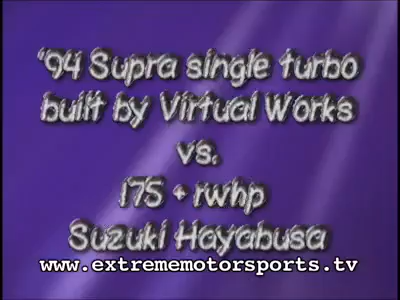 '94 Supra single turbo
built by Virtual Works
vs.
175 + rwhp
Suzuki Hayabusa
www.extrememotorsports.tv